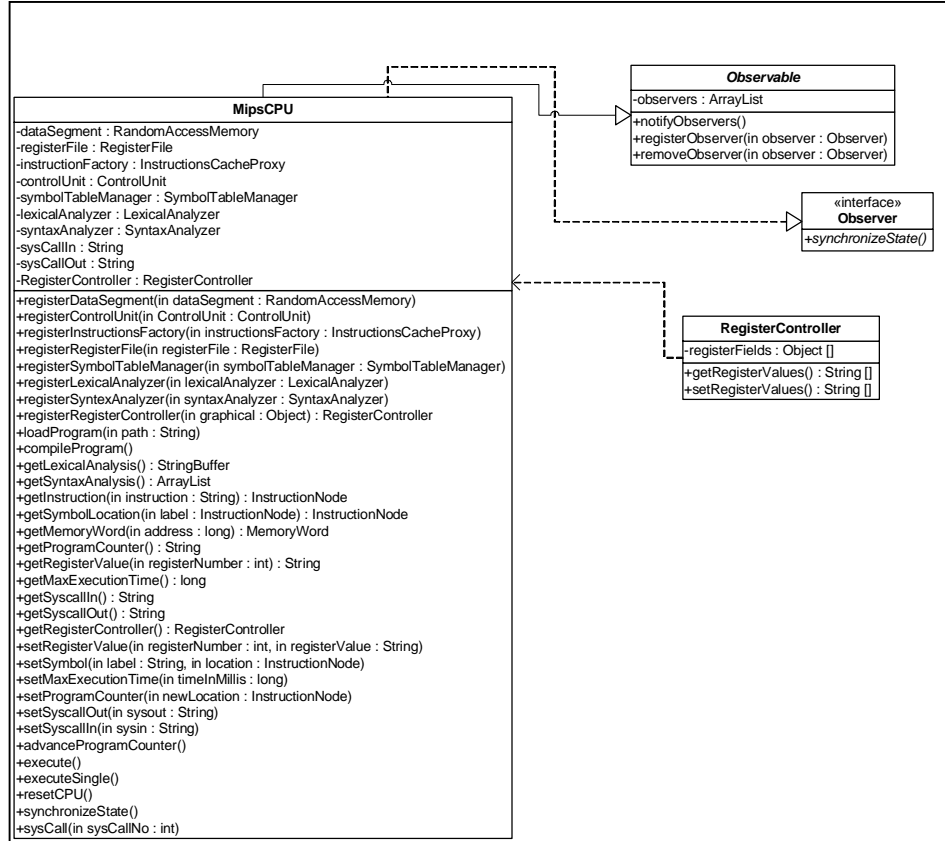 MipsCPU
-dataSegment : RandomAccessMemory
-registerFile : RegisterFile
-instructionFactory : InstructionsCacheProxy
-controlUnit : ControlUnit
-symbolTableManager : SymbolTableManager
-lexicalAnalyzer : LexicalAnalyzer
-syntaxAnalyzer : SyntaxAnalyzer
-sysCallIn : String
-sysCallOut : String
-RegisterController : RegisterController
+registerDataSegment(in dataSegment : RandomAccessMemory)
+registerControlUnit(in ControlUnit : ControlUnit)
+registerInstructionsFactory(in instructionsFactory : InstructionsCacheProxy)
+registerRegisterFile(in registerFile : RegisterFile)
+registerSymbolTableManager(in symbolTableManager : SymbolTableManager)
+registerLexicalAnalyzer(in lexicalAnalyzer : LexicalAnalyzer)
+registerSyntexAnalyzer(in syntaxAnalyzer : SyntaxAnalyzer)
+registerRegisterController(in graphical : Object) : RegisterController
+loadProgram(in path : String)
+compileProgram()
+getLexicalAnalysis() : StringBuffer
+getSyntaxAnalysis() : ArrayList
+getInstruction(in instruction : String) : InstructionNode
+getSymbolLocation(in label : InstructionNode) : InstructionNode
+getMemoryWord(in address : long) : MemoryWord
+getProgramCounter() : String
+getRegisterValue(in registerNumber : int) : String
+getMaxExecutionTime() : long
+getSyscallIn() : String
+getSyscallOut() : String
+getRegisterController() : RegisterController
+setRegisterValue(in registerNumber : int, in registerValue : String)
+setSymbol(in label : String, in location : InstructionNode)
+setMaxExecutionTime(in timeInMillis : long)
+setProgramCounter(in newLocation : InstructionNode)
+setSyscallOut(in sysout : String)
+setSyscallIn(in sysin : String)
+advanceProgramCounter()
+execute()
+executeSingle()
+resetCPU()
+synchronizeState()
+sysCall(in sysCallNo : int)
Observable
-observers : ArrayList
+notifyObservers()
+registerObserver(in observer : Observer)
+removeObserver(in observer : Observer)
«interface»
Observer
+synchronizeState()
RegisterController
-registerFields : Object []
+getRegisterValues() : String []
+setRegisterValues() : String []